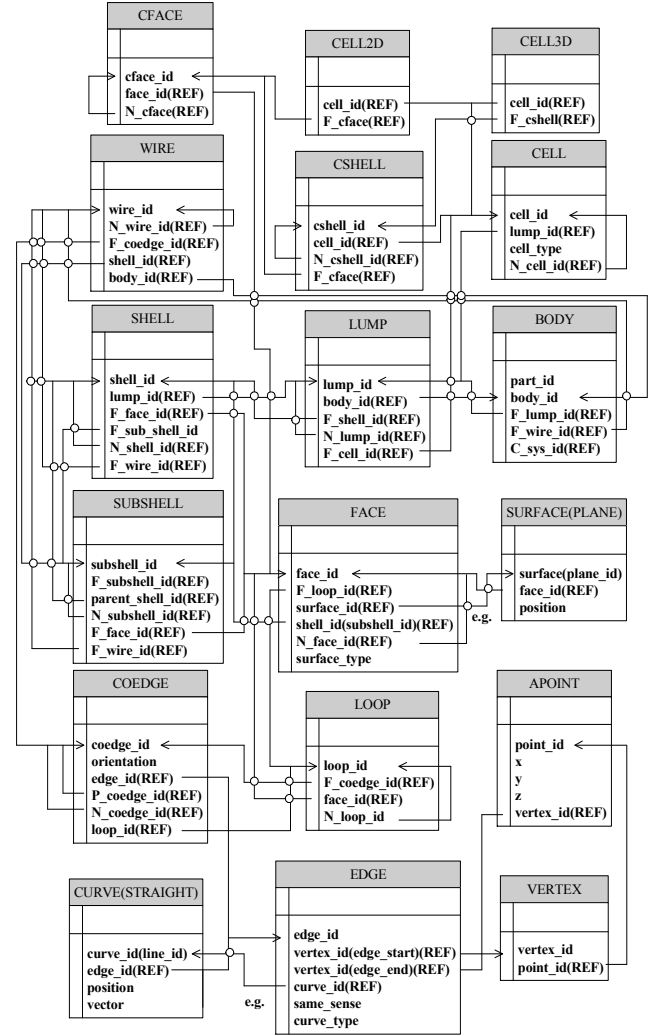 CFACE
cface_id
face_id(REF)
N_cface(REF)
CELL2D
cell_id(REF)
F_cface(REF)
CELL3D
cell_id(REF)
F_cshell(REF)
WIRE
wire_id
N_wire_id(REF)
F_coedge_id(REF)
shell_id(REF)
body_id(REF)
CSHELL
cshell_id
cell_id(REF)
N_cshell_id(REF)
F_cface(REF)
CELL
cell_id
lump_id(REF)
cell_type
N_cell_id(REF)
SHELL
shell_id
lump_id(REF)
F_face_id(REF)
F_sub_shell_id
N_shell_id(REF)
F_wire_id(REF)
LUMP
lump_id
body_id(REF)
F_shell_id(REF)
N_lump_id(REF)
F_cell_id(REF)
BODY
part_id
body_id
F_lump_id(REF)
F_wire_id(REF)
C_sys_id(REF)
SUBSHELL
subshell_id
F_subshell_id(REF)
parent_shell_id(REF)
N_subshell_id(REF)
F_face_id(REF)
F_wire_id(REF)
FACE
face_id
F_loop_id(REF)
surface_id(REF)
shell_id(subshell_id)(REF)
N_face_id(REF)
surface_type
e.g.
SURFACE(PLANE)
surface(plane_id)
face_id(REF)
position
COEDGE
coedge_id
orientation
edge_id(REF)
P_coedge_id(REF)
N_coedge_id(REF)
loop_id(REF)
LOOP
loop_id
F_coedge_id(REF)
face_id(REF)
N_loop_id
APOINT
point_id
x
y
z
vertex_id(REF)
CURVE(STRAIGHT)
curve_id(line_id)
edge_id(REF)
position
vector
e.g.
EDGE
edge_id
vertex_id(edge_start)(REF)
vertex_id(edge_end)(REF)
curve_id(REF)
same_sense
curve_type
VERTEX
vertex_id
point_id(REF)